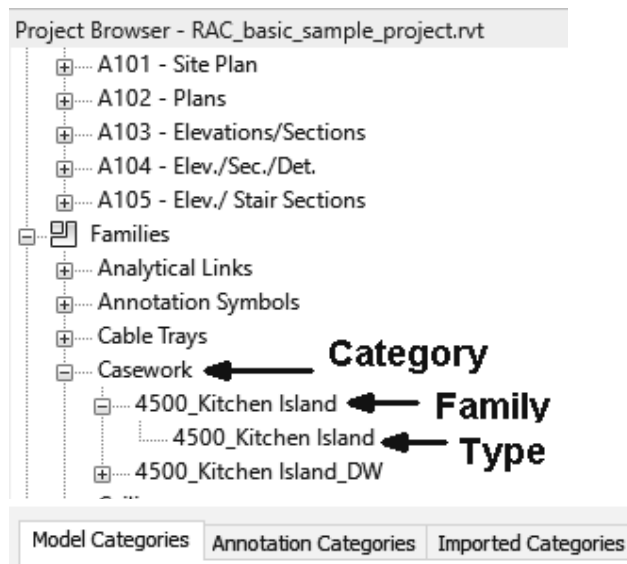 Project Browser - RAC_basic_sample_project.rvt
A101 - Site Plan
A102 - Plans
A103 - Elevations/Sections
A104 - Elev./Sec./Det.
A105 - Elev./ Stair Sections
Families
Analytical Links
Annotation Symbols
Cable Trays
Casework Category
4500_Kitchen Island Family
4500_Kitchen Island Type
4500_Kitchen Island_DW
Model Categories Annotation Categories Imported Categories